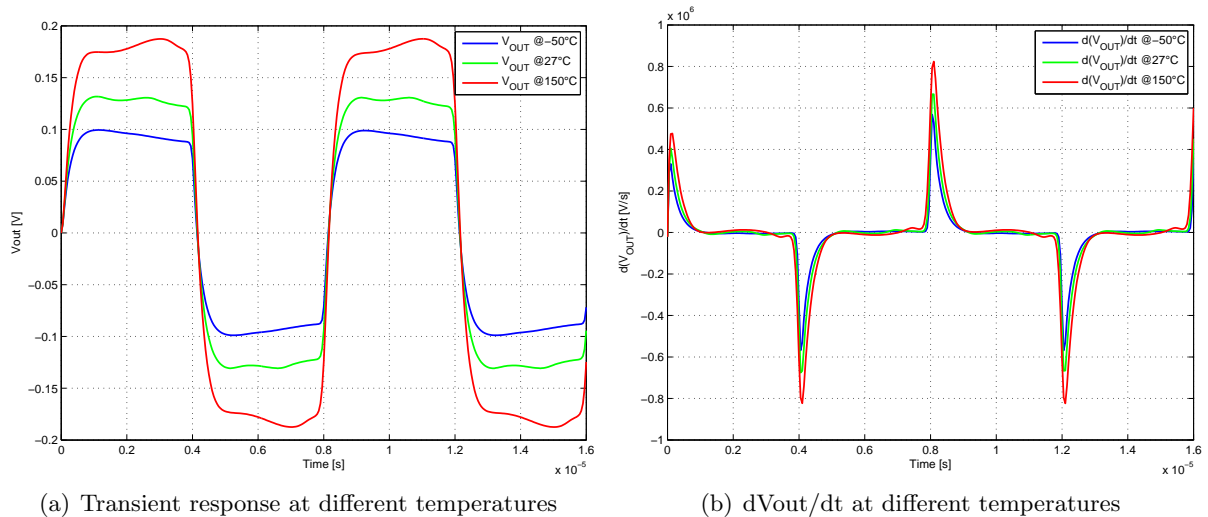 0.2
0.15
0.1
0.05
0
−0.05
−0.1
−0.15
−0.2
Vout [V]
0 0.2 0.4 0.6 0.8 1 1.2 1.4 1.6
Time [s]
x 10⁻⁵
V_OUT @−50°C
V_OUT @27°C
V_OUT @150°C
(a) Transient response at different temperatures
x 10⁶
1
0.8
0.6
0.4
0.2
0
−0.2
−0.4
−0.6
−0.8
−1
d(V_OUT)/dt [V/s]
0 0.2 0.4 0.6 0.8 1 1.2 1.4 1.6
Time [s]
x 10⁻⁵
d(V_OUT)/dt @−50°C
d(V_OUT)/dt @27°C
d(V_OUT)/dt @150°C
(b) dVout/dt at different temperatures